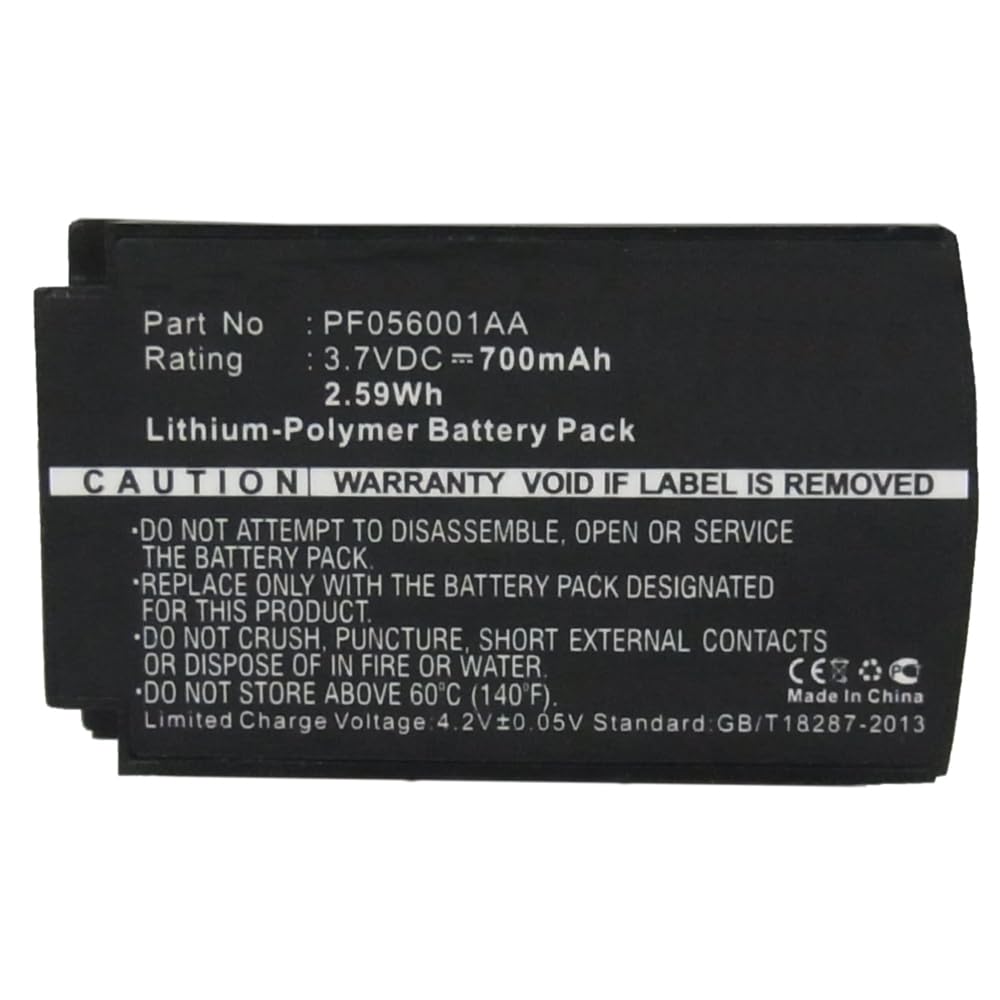 Part No : PF056001AA
Rating : 3.7VDC⎓700mAh
2.59Wh
Lithium-Polymer Battery Pack
CAUTION WARRANTY VOID IF LABEL IS REMOVED
·DO NOT ATTEMPT TO DISASSEMBLE, OPEN OR SERVICE
THE BATTERY PACK.
·REPLACE ONLY WITH THE BATTERY PACK DESIGNATED
FOR THIS PRODUCT.
·DO NOT CRUSH, PUNCTURE, SHORT EXTERNAL CONTACTS
OR DISPOSE OF IN FIRE OR WATER.
·DO NOT STORE ABOVE 60°C (140°F).
CE
Made In China
Limited Charge Voltage:4.2V±0.05V Standard:GB/T18287-2013